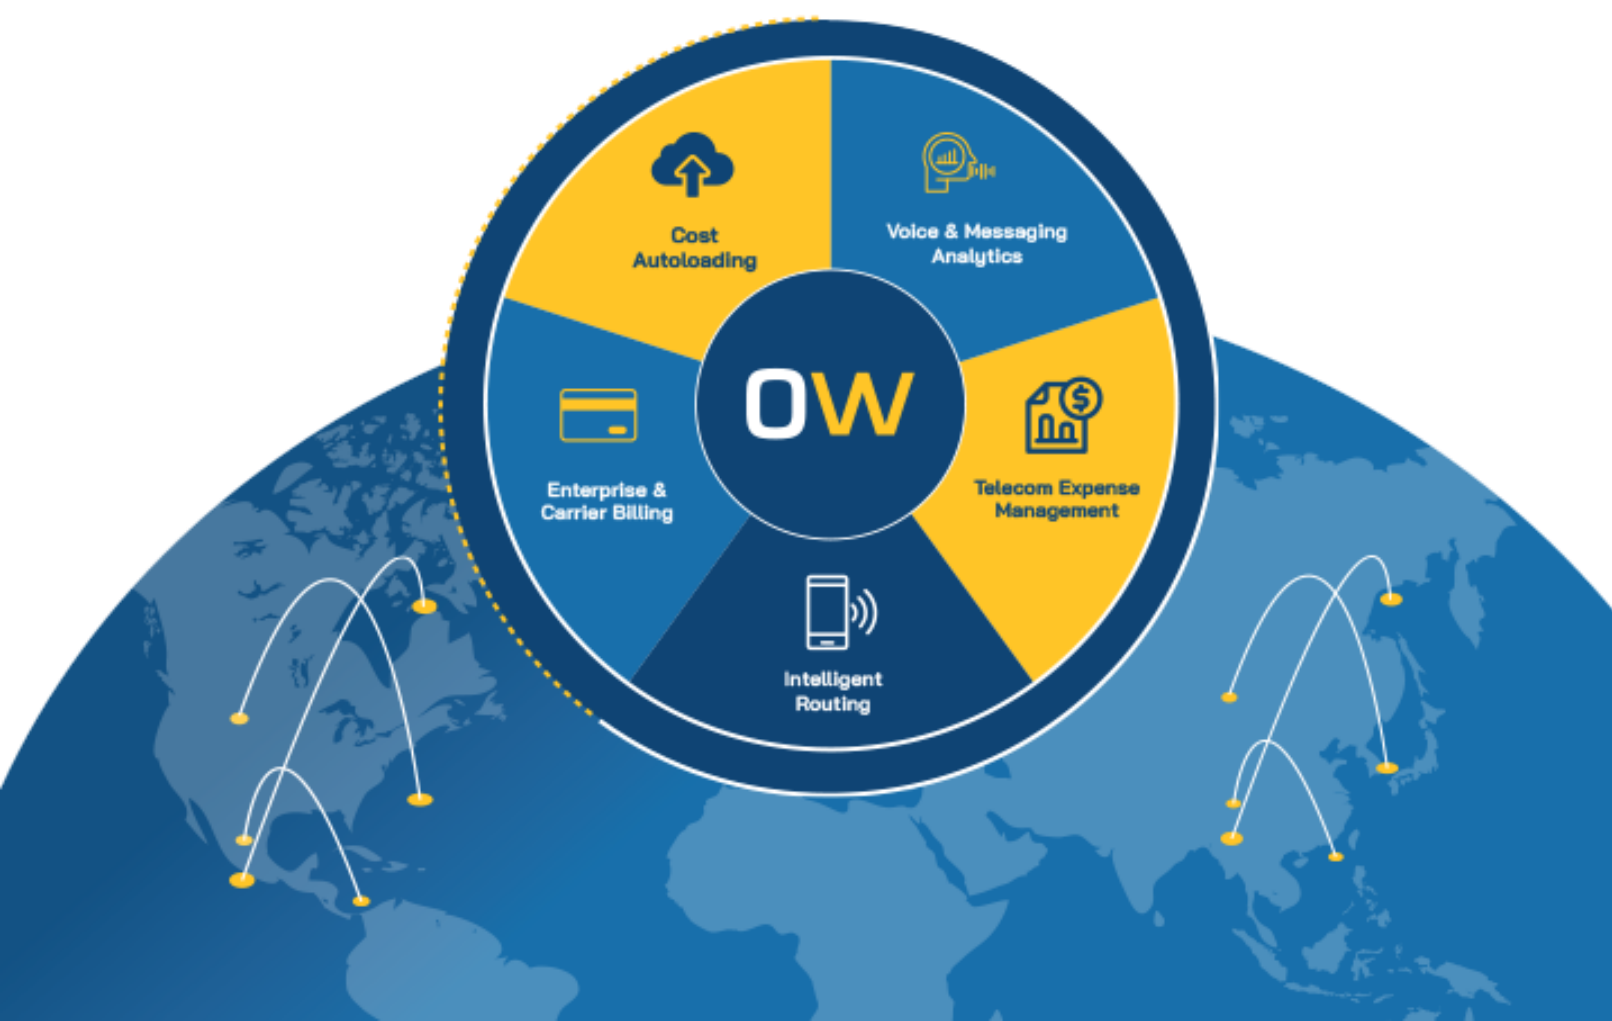 Cost
Autoloading
Voice & Messaging
Analytics
OW
Enterprise &
Carrier Billing
Telecom Expense
Management
$
Intelligent
Routing